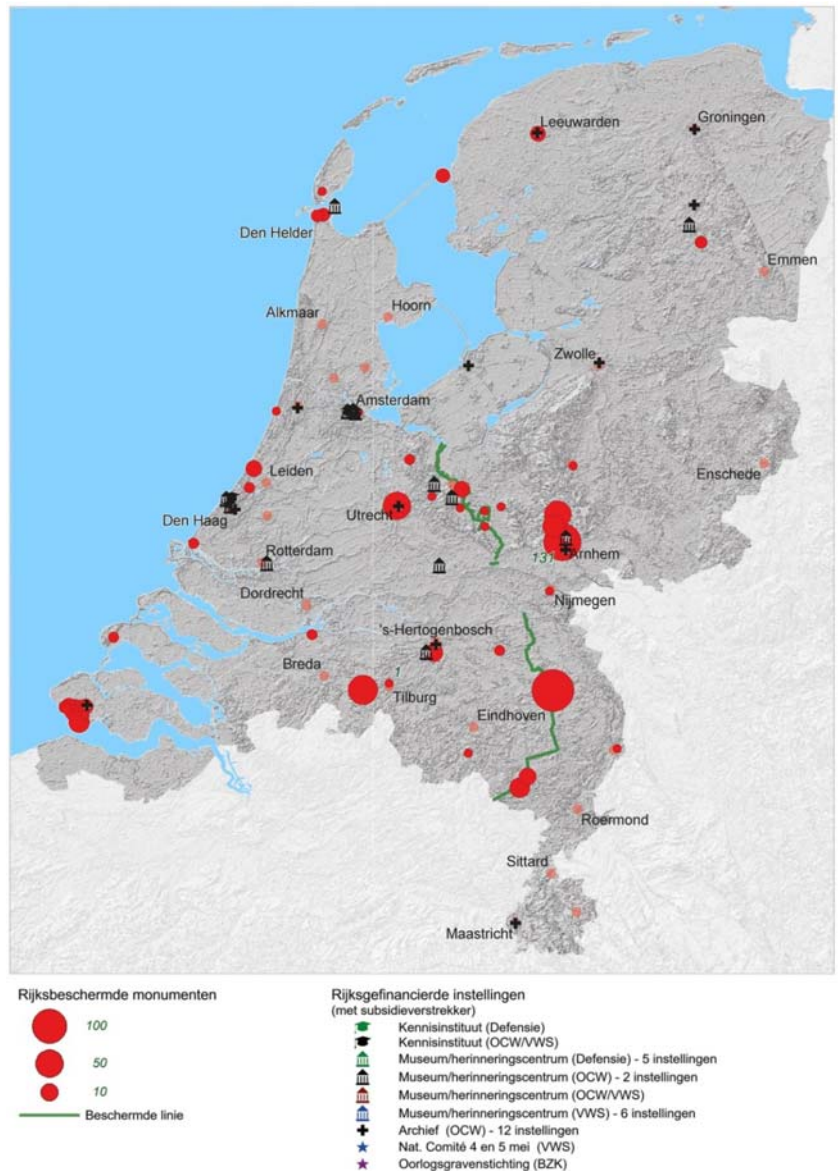 Leeuwarden
Groningen
Den Helder
Emmen
Alkmaar
Hoorn
Zwolle
Amsterdam
Enschede
Leiden
Den Haag
Utrecht
131
Arnhem
Rotterdam
Nijmegen
Dordrecht
's-Hertogenbosch
Breda
1
Tilburg
Eindhoven
Roermond
Sittard
Maastricht
Rijksbeschermde monumenten
100
50
10
Beschermde linie
Rijksgefinancierde instellingen
(met subsidieverstrekker)
Kennisinstituut (Defensie)
Kennisinstituut (OCW/VWS)
Museum/herinneringscentrum (Defensie) - 5 instellingen
Museum/herinneringscentrum (OCW) - 2 instellingen
Museum/herinneringscentrum (OCW/VWS)
Museum/herinneringscentrum (VWS) - 6 instellingen
Archief (OCW) - 12 instellingen
Nat. Comité 4 en 5 mei (VWS)
Oorlogsgravenstichting (BZK)